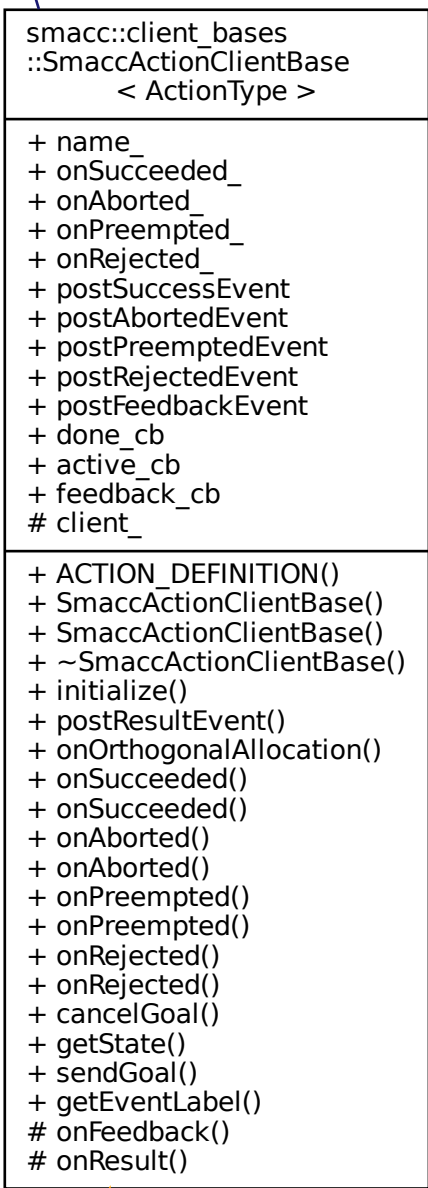 smacc::client_bases
::SmaccActionClientBase
< ActionType >
+ name_
+ onSucceeded_
+ onAborted_
+ onPreempted_
+ onRejected_
+ postSuccessEvent
+ postAbortedEvent
+ postPreemptedEvent
+ postRejectedEvent
+ postFeedbackEvent
+ done_cb
+ active_cb
+ feedback_cb
# client_
+ ACTION_DEFINITION()
+ SmaccActionClientBase()
+ SmaccActionClientBase()
+ ~SmaccActionClientBase()
+ initialize()
+ postResultEvent()
+ onOrthogonalAllocation()
+ onSucceeded()
+ onSucceeded()
+ onAborted()
+ onAborted()
+ onPreempted()
+ onPreempted()
+ onRejected()
+ onRejected()
+ cancelGoal()
+ getState()
+ sendGoal()
+ getEventLabel()
# onFeedback()
# onResult()